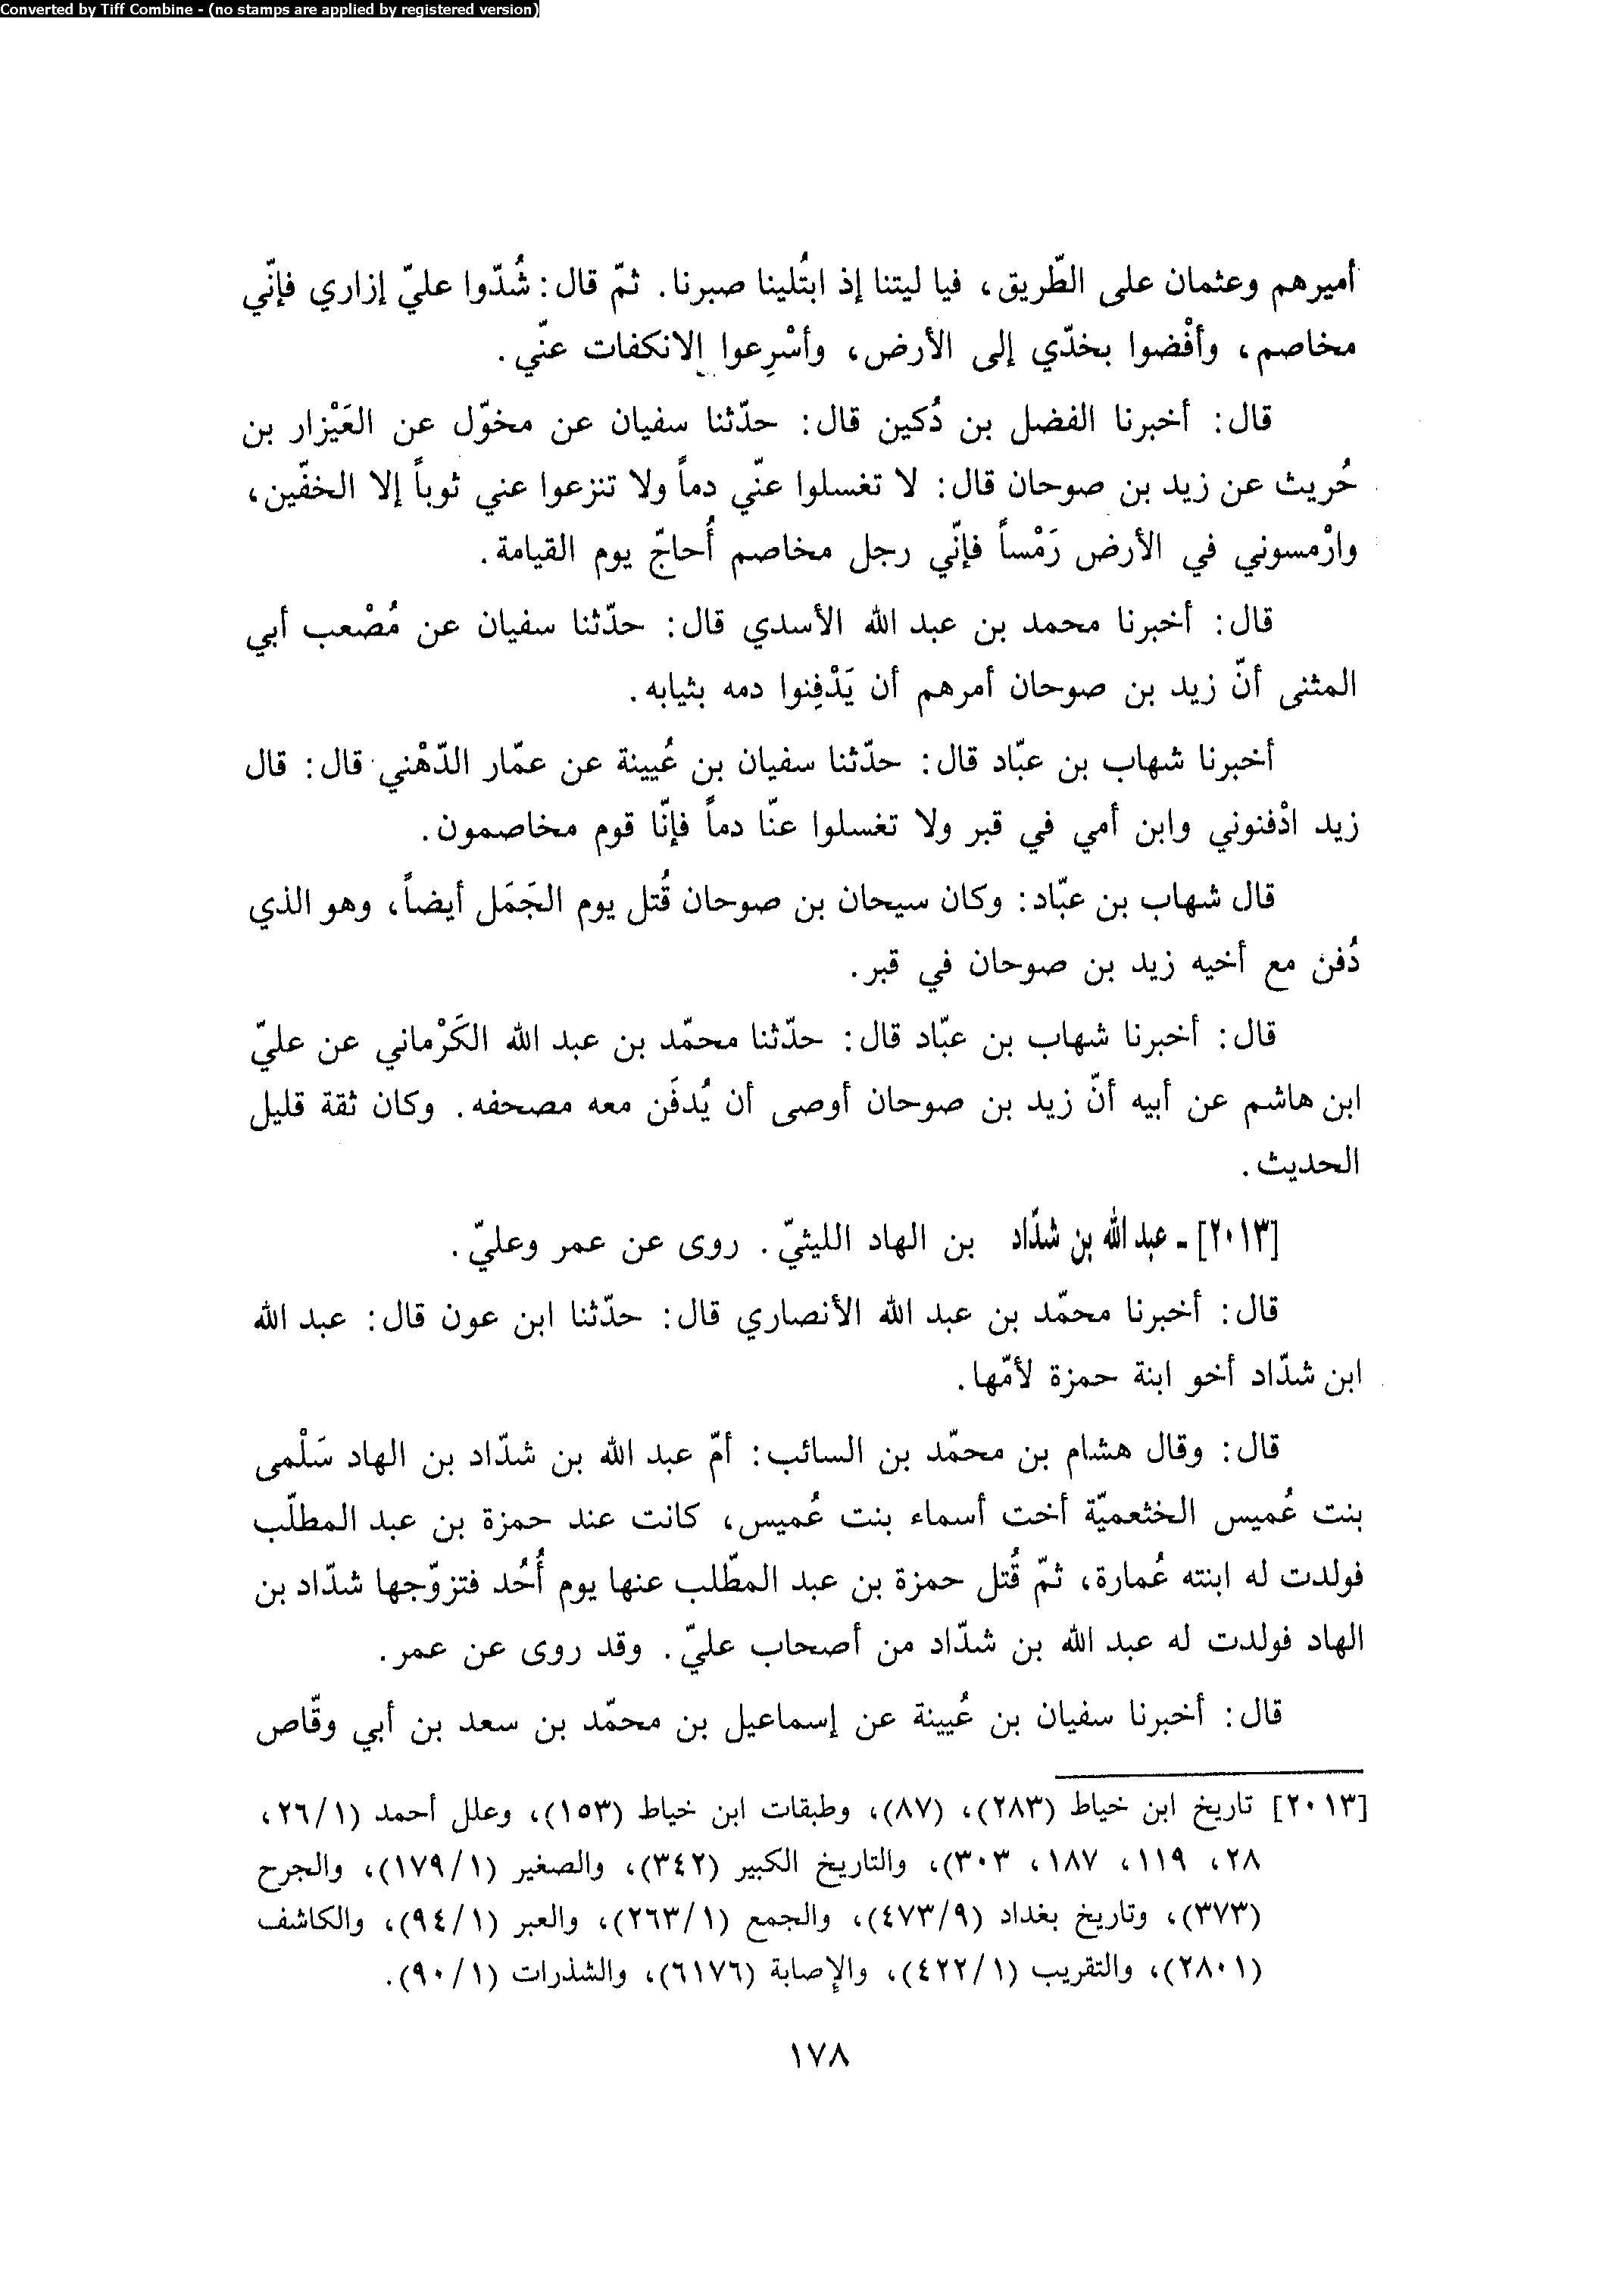 Converted by Tiff Combine - (no stamps are applied by registered version)
أميرهم وعثمان على الطّريق، فيا ليتنا إذ ابتُلينا صبرنا. ثمّ قال: شُدّوا عليّ إزاري فإنّي
مخاصم، وأفْضوا بخدّي إلى الأرض، وأسْرِعوا الانكفات عنّي.
قال: أخبرنا الفضل بن دُكين قال: حدّثنا سفيان عن مخوّل عن العَيْزار بن
حُريث عن زيد بن صوحان قال: لا تغسلوا عنّي دماً ولا تنزعوا عني ثوباً إلا الخفّين،
وارْمسوني في الأرض رَمْساً فإنّي رجل مخاصم أُحاجّ يوم القيامة.
قال: أخبرنا محمد بن عبد الله الأسدي قال: حدّثنا سفيان عن مُصْعب أبي
المثنى أنّ زيد بن صوحان أمرهم أن يَدْفِنوا دمه بثيابه.
أخبرنا شهاب بن عبّاد قال: حدّثنا سفيان بن عُيينة عن عمّار الدّهْني قال: قال
زيد ادْفنوني وابن أمي في قبر ولا تغسلوا عنّا دماً فإنّا قوم مخاصمون.
قال شهاب بن عبّاد: وكان سيحان بن صوحان قُتل يوم الجَمَل أيضاً، وهو الذي
دُفن مع أخيه زيد بن صوحان في قبر.
قال: أخبرنا شهاب بن عبّاد قال: حدّثنا محمّد بن عبد الله الكَرْماني عن عليّ
ابن هاشم عن أبيه أنّ زيد بن صوحان أوصى أن يُدفَن معه مصحفه. وكان ثقة قليل
الحديث.
[٢٠١٣] ـ عبد الله بن شدّاد بن الهاد الليثيّ. روى عن عمر وعليّ.
قال: أخبرنا محمّد بن عبد الله الأنصاري قال: حدّثنا ابن عون قال: عبد الله
ابن شدّاد أخو ابنة حمزة لأمّها.
قال: وقال هشام بن محمّد بن السائب: أمّ عبد الله بن شدّاد بن الهاد سَلْمى
بنت عُميس الخثعميّة أخت أسماء بنت عُميس، كانت عند حمزة بن عبد المطلّب
فولدت له ابنته عُمارة، ثمّ قُتل حمزة بن عبد المطّلب عنها يوم أُحُد فتزوّجها شدّاد بن
الهاد فولدت له عبد الله بن شدّاد من أصحاب عليّ. وقد روى عن عمر.
قال: أخبرنا سفيان بن عُيينة عن إسماعيل بن محمّد بن سعد بن أبي وقّاص
[٢٠١٣] تاريخ ابن خياط (٢٨٣)، (٨٧)، وطبقات ابن خياط (١٥٣)، وعلل أحمد (٢٦/١،
٢٨، ١١٩، ١٨٧، ٣٠٣)، والتاريخ الكبير (٣٤٢)، والصغير (١٧٩/١)، والجرح
(٣٧٣)، وتاريخ بغداد (٤٧٣/٩)، والجمع (٢٦٣/١)، والعبر (٩٤/١)، والكاشف
(٢٨٠١)، والتقريب (٤٢٢/١)، والإصابة (٦١٧٦)، والشذرات (٩٠/١).
١٧٨